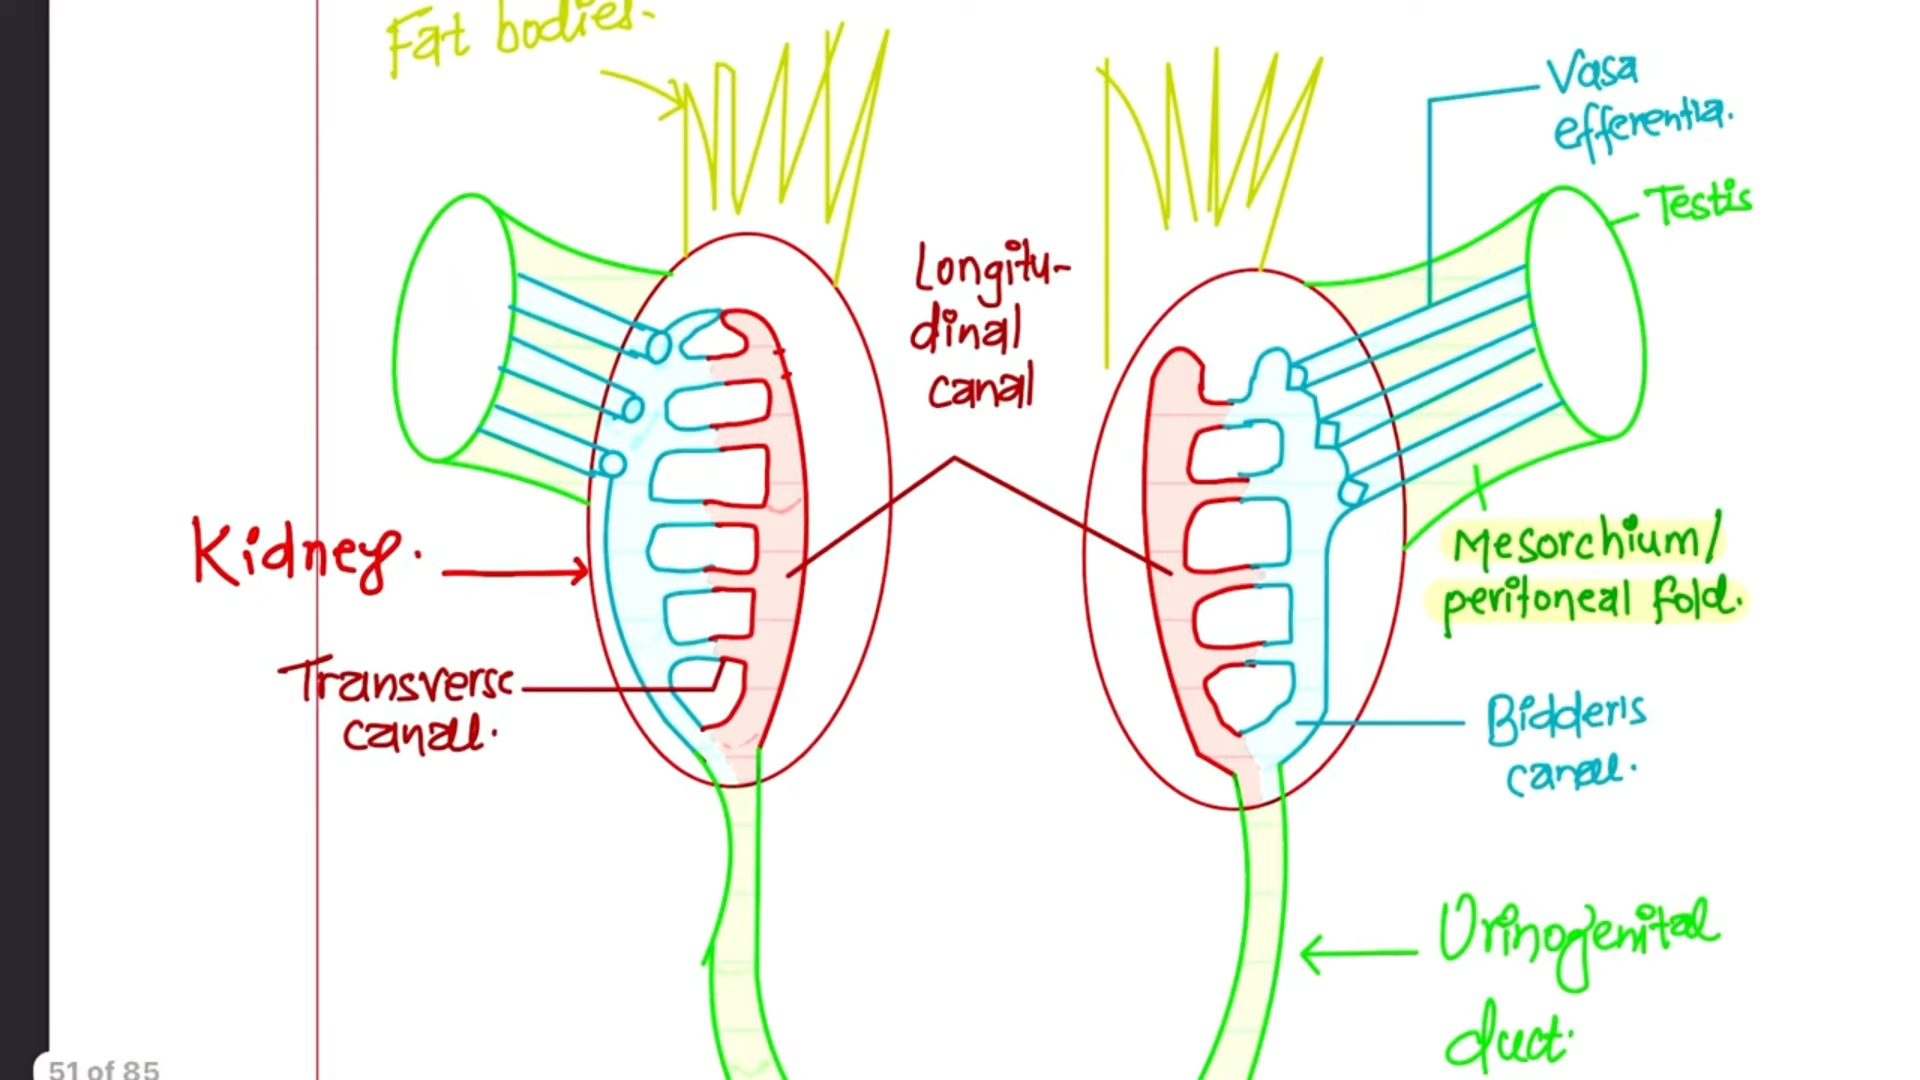 Fat bodies.
Vasa
efferentia.
Testis
Longitu-
dinal
canal
Kidney.
Mesorchium/
peritoneal fold.
Transverse
canal.
Bidder's
canal.
Urinogenital
duct.
51 of 85